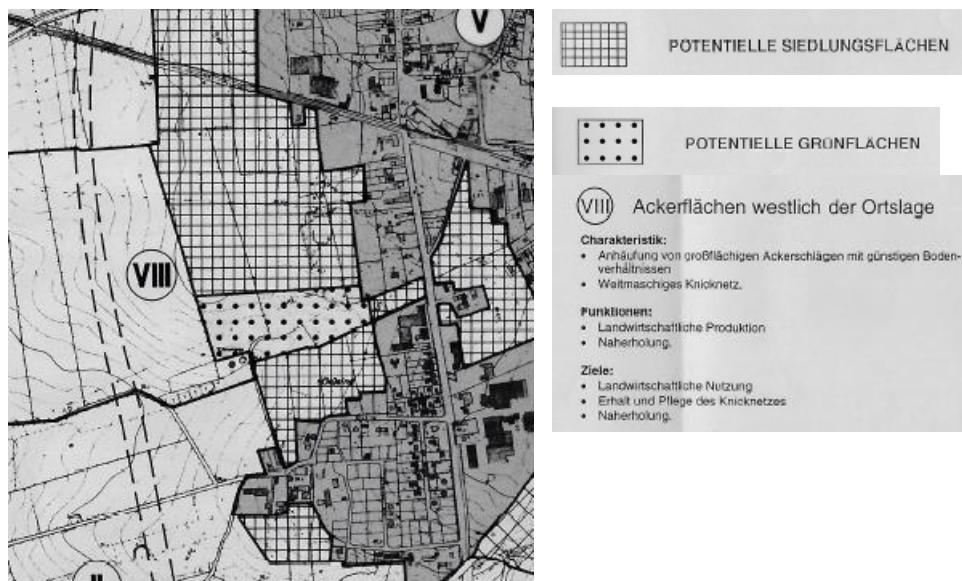 V
VIII
II
POTENTIELLE SIEDLUNGSFLÄCHEN
POTENTIELLE GRÜNFLÄCHEN
VIII Ackerflächen westlich der Ortslage
Charakteristik:
• Anhäufung von großflächigen Ackerschlägen mit günstigen Boden-
verhältnissen
• Weitmaschiges Knicknetz.
Funktionen:
• Landwirtschaftliche Produktion
• Naherholung.
Ziele:
• Landwirtschaftliche Nutzung
• Erhalt und Pflege des Knicknetzes
• Naherholung.